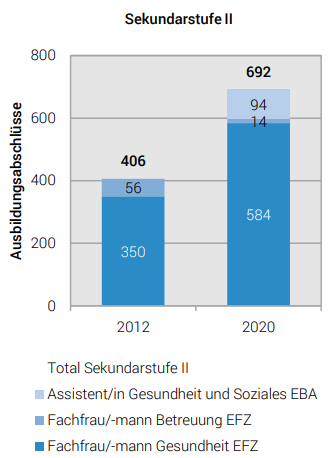 Sekundarstufe II
Ausbildungsabschlüsse
800
600
400
200
0
406
56
350
692
94
14
584
2012
2020
Total Sekundarstufe II
Assistent/in Gesundheit und Soziales EBA
Fachfrau/-mann Betreuung EFZ
Fachfrau/-mann Gesundheit EFZ